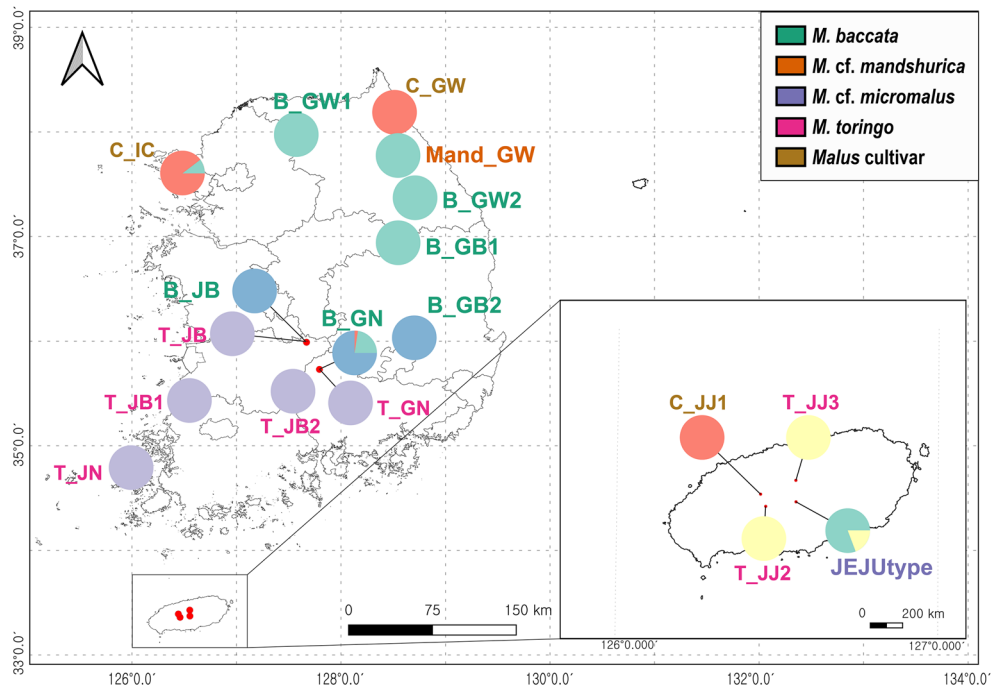 39°0.0′
37°0.0′
35°0.0′
33°0.0′
M. baccata
M. cf. mandshurica
M. cf. micromalus
M. toringo
Malus cultivar
C_GW
B_GW1
C_IC
Mand_GW
B_GW2
B_GB1
B_JB
B_GB2
B_GN
T_JB
T_JB1
T_JB2
T_GN
T_JN
C_JJ1
T_JJ3
T_JJ2
JEJUtype
0 75 150 km
0 200 km
126°0.000′ 127°0.000′
126°0.0′ 128°0.0′ 130°0.0′ 132°0.0′ 134°0.0′